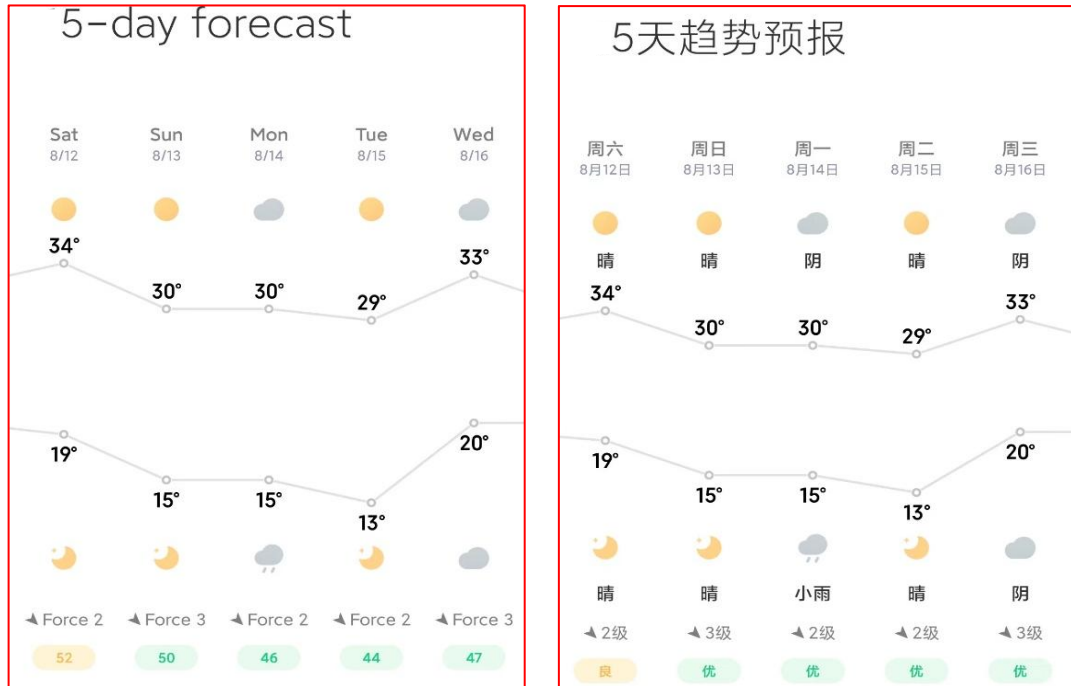 5-day forecast
Sat Sun Mon Tue Wed
8/12 8/13 8/14 8/15 8/16
34° 30° 30° 29° 33°
19° 15° 15° 13° 20°
Force 2 Force 3 Force 2 Force 2 Force 3
52 50 46 44 47
5天趋势预报
周六 周日 周一 周二 周三
8月12日 8月13日 8月14日 8月15日 8月16日
晴 晴 阴 晴 阴
34° 30° 30° 29° 33°
19° 15° 15° 13° 20°
晴 晴 小雨 晴 阴
2级 3级 2级 2级 3级
良 优 优 优 优